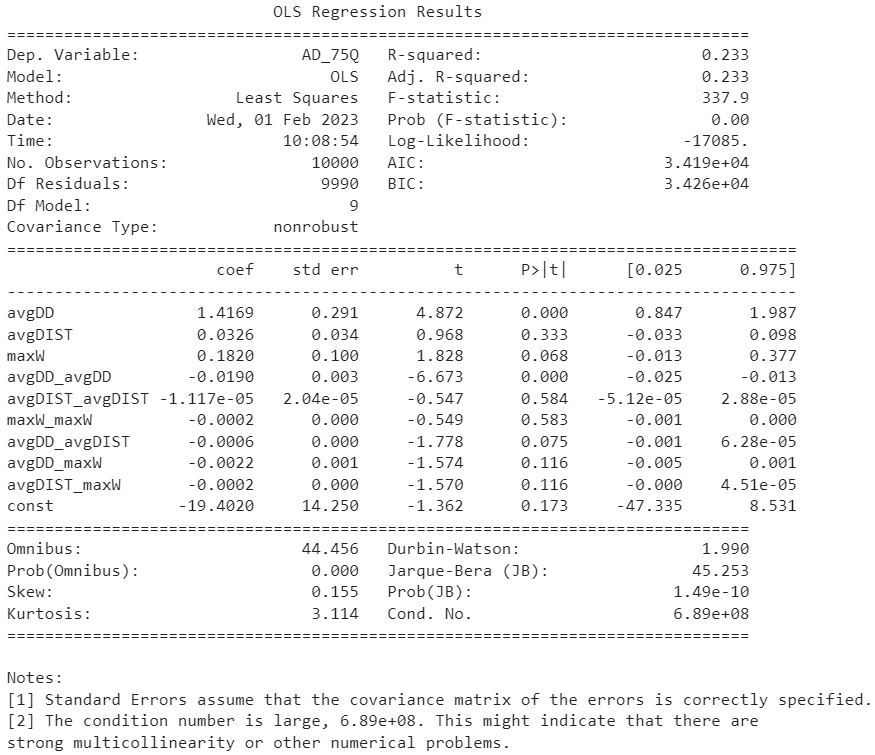 OLS Regression Results
==============================================================================
Dep. Variable: AD_75Q R-squared: 0.233
Model: OLS Adj. R-squared: 0.233
Method: Least Squares F-statistic: 337.9
Date: Wed, 01 Feb 2023 Prob (F-statistic): 0.00
Time: 10:08:54 Log-Likelihood: -17085.
No. Observations: 10000 AIC: 3.419e+04
Df Residuals: 9990 BIC: 3.426e+04
Df Model: 9
Covariance Type: nonrobust
===================================================================================
coef std err t P>|t| [0.025 0.975]
-----------------------------------------------------------------------------------
avgDD 1.4169 0.291 4.872 0.000 0.847 1.987
avgDIST 0.0326 0.034 0.968 0.333 -0.033 0.098
maxW 0.1820 0.100 1.828 0.068 -0.013 0.377
avgDD_avgDD -0.0190 0.003 -6.673 0.000 -0.025 -0.013
avgDIST_avgDIST -1.117e-05 2.04e-05 -0.547 0.584 -5.12e-05 2.88e-05
maxW_maxW -0.0002 0.000 -0.549 0.583 -0.001 0.000
avgDD_avgDIST -0.0006 0.000 -1.778 0.075 -0.001 6.28e-05
avgDD_maxW -0.0022 0.001 -1.574 0.116 -0.005 0.001
avgDIST_maxW -0.0002 0.000 -1.570 0.116 -0.000 4.51e-05
const -19.4020 14.250 -1.362 0.173 -47.335 8.531
==============================================================================
Omnibus: 44.456 Durbin-Watson: 1.990
Prob(Omnibus): 0.000 Jarque-Bera (JB): 45.253
Skew: 0.155 Prob(JB): 1.49e-10
Kurtosis: 3.114 Cond. No. 6.89e+08
==============================================================================
Notes:
[1] Standard Errors assume that the covariance matrix of the errors is correctly specified.
[2] The condition number is large, 6.89e+08. This might indicate that there are
strong multicollinearity or other numerical problems.